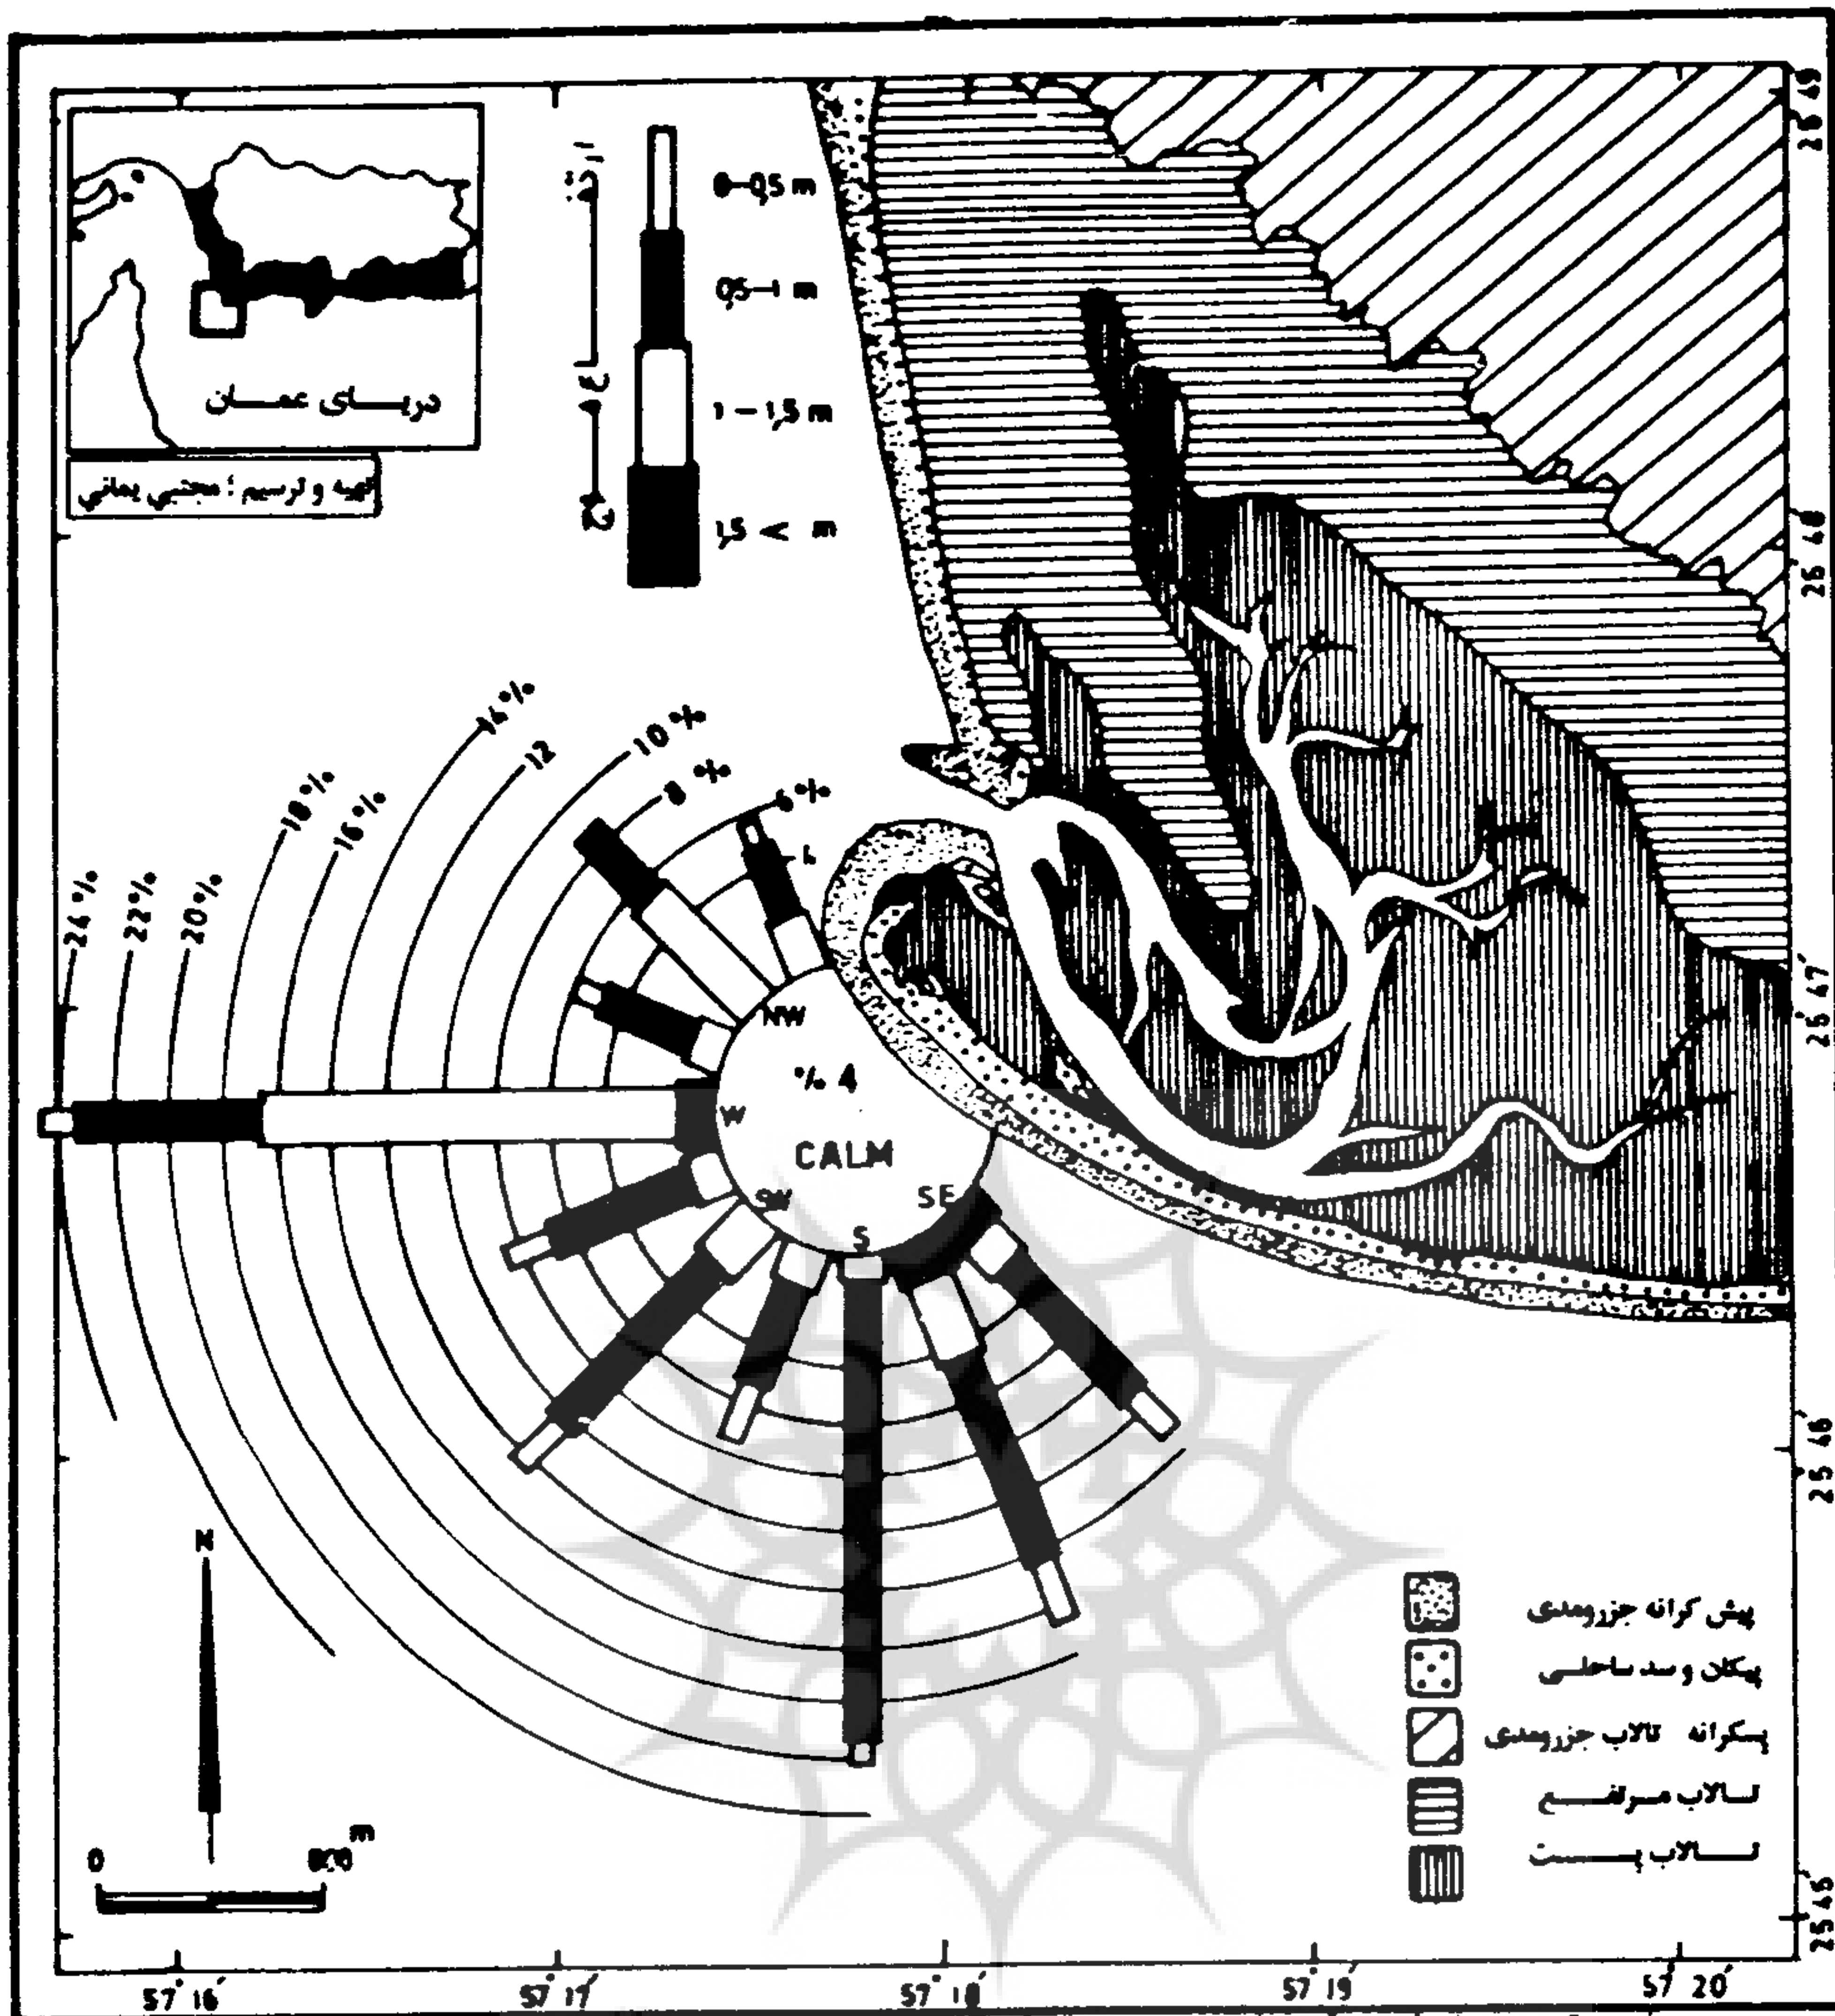 دریای عمان
تهیه و ترسیم : مجتبی یمانی
ارتفاع امواج
0-0,5 m
0,5-1 m
1-1,5 m
1,5 < m
6 %
8 %
10 %
12
14 %
16 %
18 %
20 %
22 %
24 %
NW
W
SW
S
SE
% 4
CALM
N
0
800 m
پیش کرانه جزرومدی
پیکان و سد ساحلی
پسکرانه تالاب جزرومدی
تالاب مرتفع
تالاب پست
57° 16´
57° 17´
57° 18´
57° 19´
57° 20´
25 48
25 47´
25 46
25 45